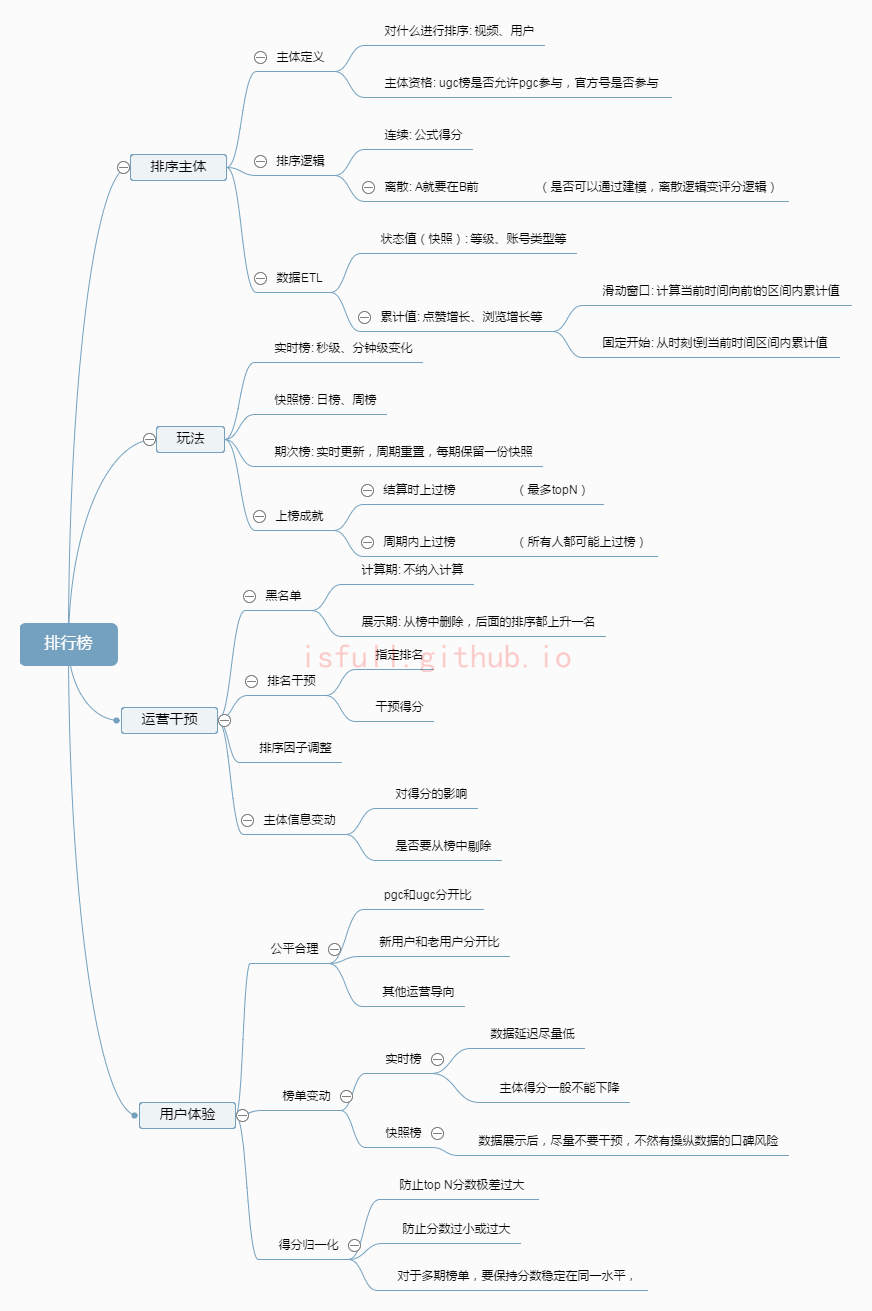 排行榜
排序主体
主体定义
对什么进行排序: 视频、用户
主体资格: ugc榜是否允许pgc参与，官方号是否参与
排序逻辑
连续: 公式得分
离散: A就要在B前
（是否可以通过建模，离散逻辑变评分逻辑）
数据ETL
状态值（快照）: 等级、账号类型等
累计值: 点赞增长、浏览增长等
滑动窗口: 计算当前时间向前t的区间内累计值
固定开始: 从时刻t到当前时间区间内累计值
玩法
实时榜: 秒级、分钟级变化
快照榜: 日榜、周榜
期次榜: 实时更新，周期重置，每期保留一份快照
上榜成就
结算时上过榜
（最多topN）
周期内上过榜
（所有人都可能上过榜）
运营干预
黑名单
计算期: 不纳入计算
展示期: 从榜中删除，后面的排序都上升一名
isfull.github.io
排名干预
指定排名
干预得分
排序因子调整
主体信息变动
对得分的影响
是否要从榜中剔除
用户体验
公平合理
pgc和ugc分开比
新用户和老用户分开比
其他运营导向
榜单变动
实时榜
数据延迟尽量低
主体得分一般不能下降
快照榜
数据展示后，尽量不要干预，不然有操纵数据的口碑风险
得分归一化
防止top N分数极差过大
防止分数过小或过大
对于多期榜单，要保持分数稳定在同一水平，